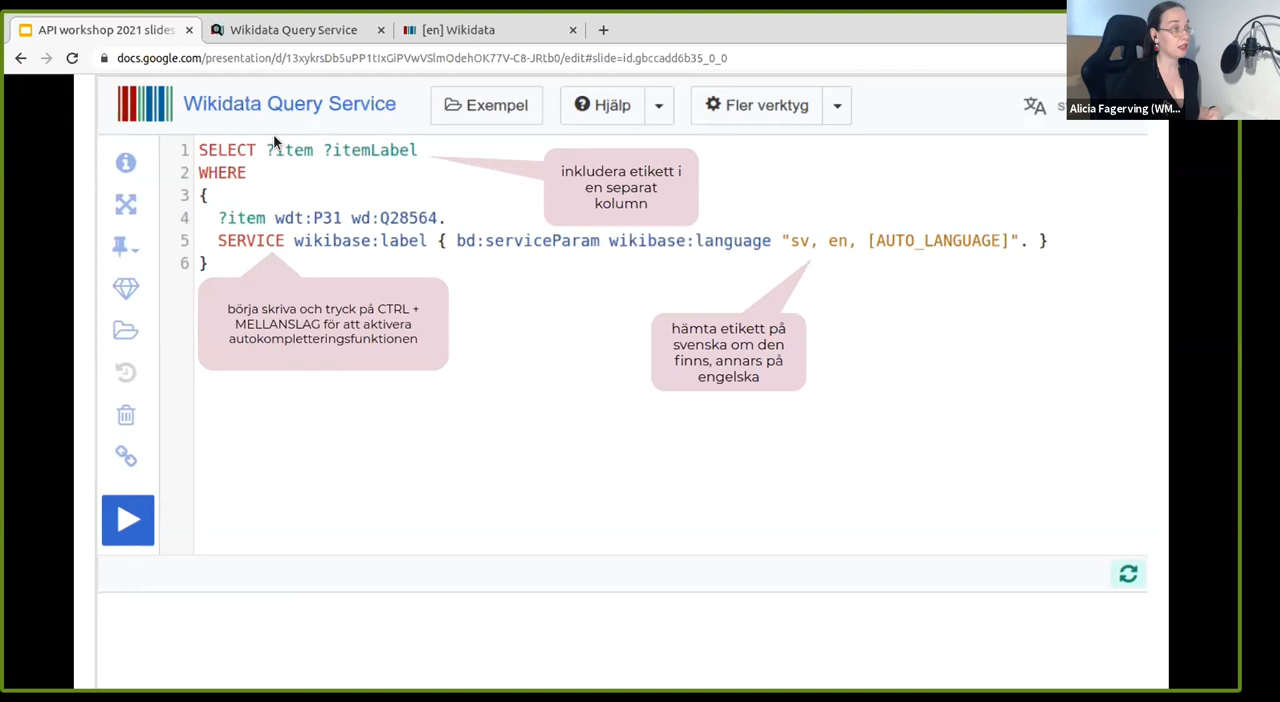 API workshop 2021 slides
Wikidata Query Service
[en] Wikidata
docs.google.com/presentation/d/13xykrsDb5uPP1tIxGiPVwVSlmOdehOK77V-C8-JRtb0/edit#slide=id.gbccadd6b35_0_0
Alicia Fagerving (WM...
Wikidata Query Service
Exempel
Hjälp
Fler verktyg
1 SELECT ?item ?itemLabel
2 WHERE
3 {
4 ?item wdt:P31 wd:Q28564.
5 SERVICE wikibase:label { bd:serviceParam wikibase:language "sv, en, [AUTO_LANGUAGE]". }
6 }
inkludera etikett i
en separat
kolumn
börja skriva och tryck på CTRL +
MELLANSLAG för att aktivera
autokompletteringsfunktionen
hämta etikett på
svenska om den
finns, annars på
engelska